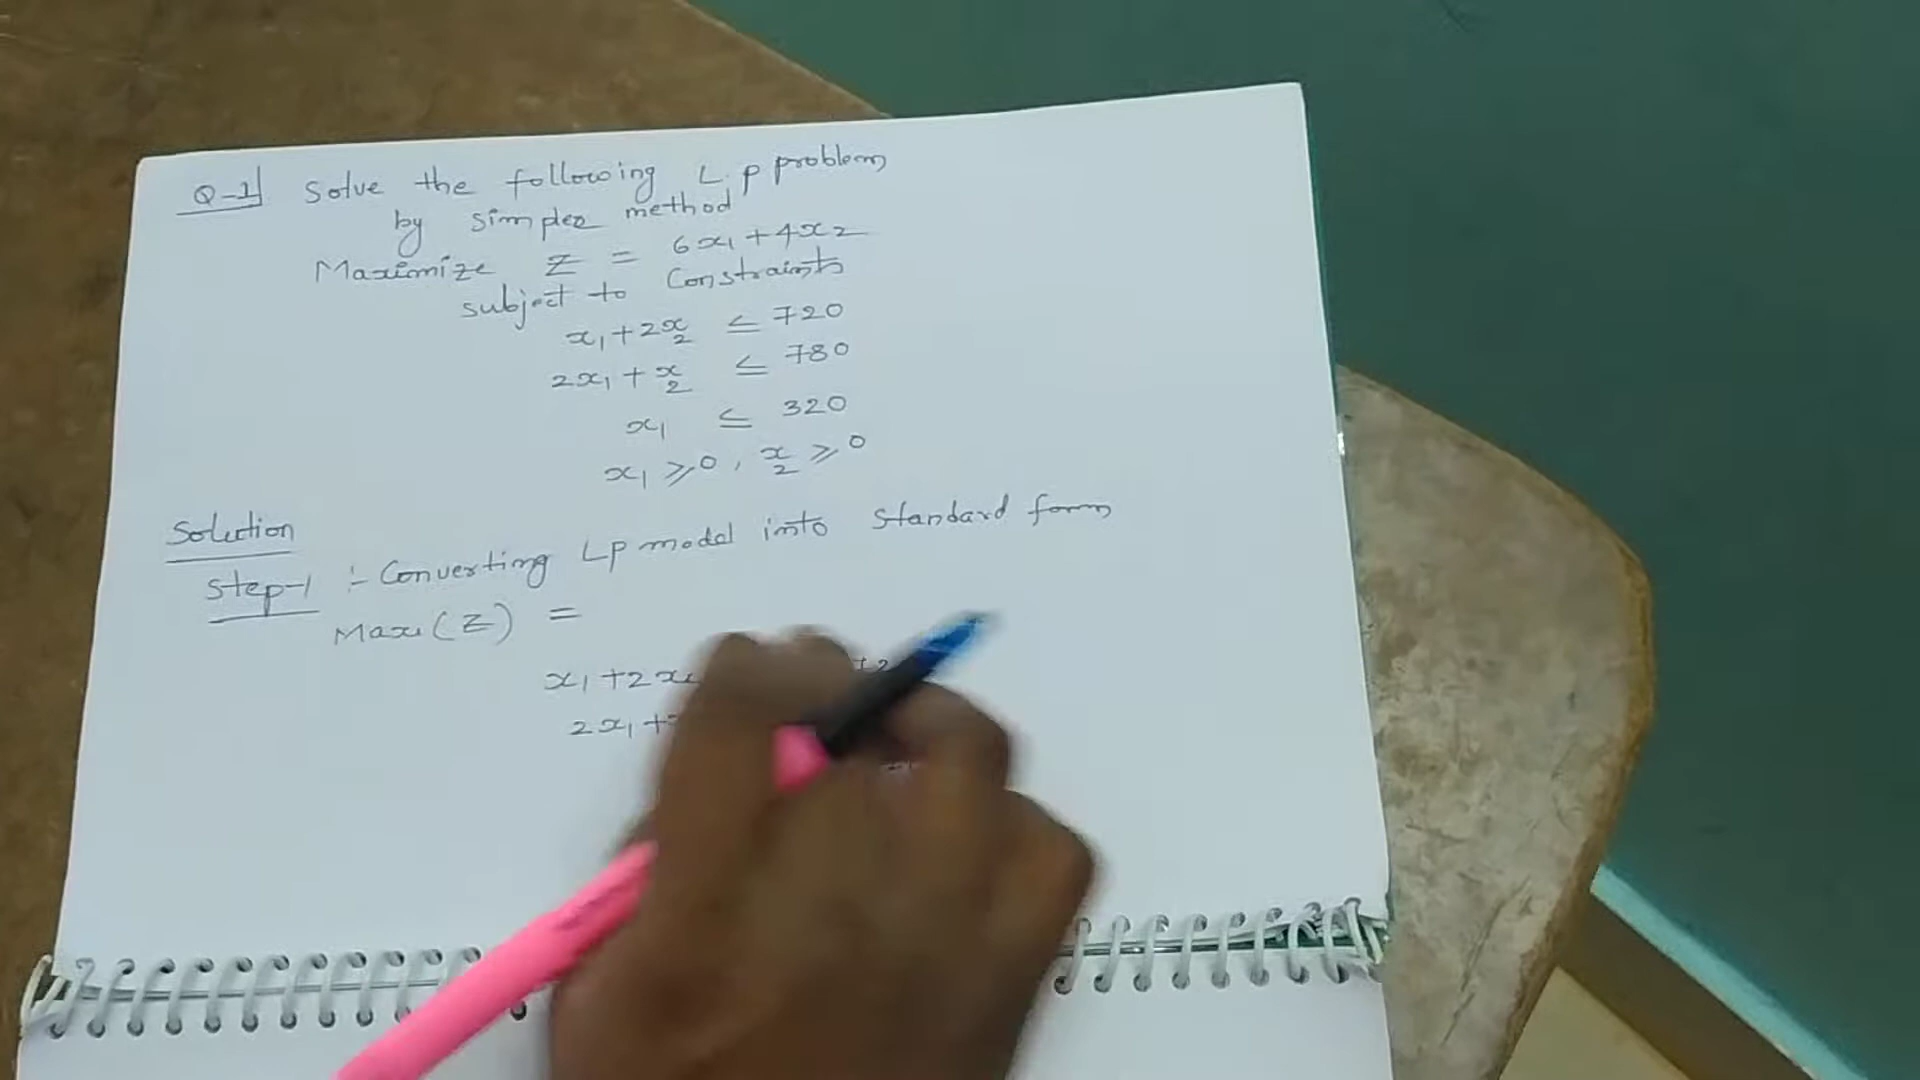 Q-1 Solve the following L.P problem
by simplex method
Maximize Z = 6x1 + 4x2
subject to Constraints
x1 + 2x2 ≤ 720
2x1 + x2 ≤ 780
x1 ≤ 320
x1 ≥ 0, x2 ≥ 0
Solution
Step-1 :- Converting LP model into standard form
Max(Z) =
x1 + 2x
2x1 +